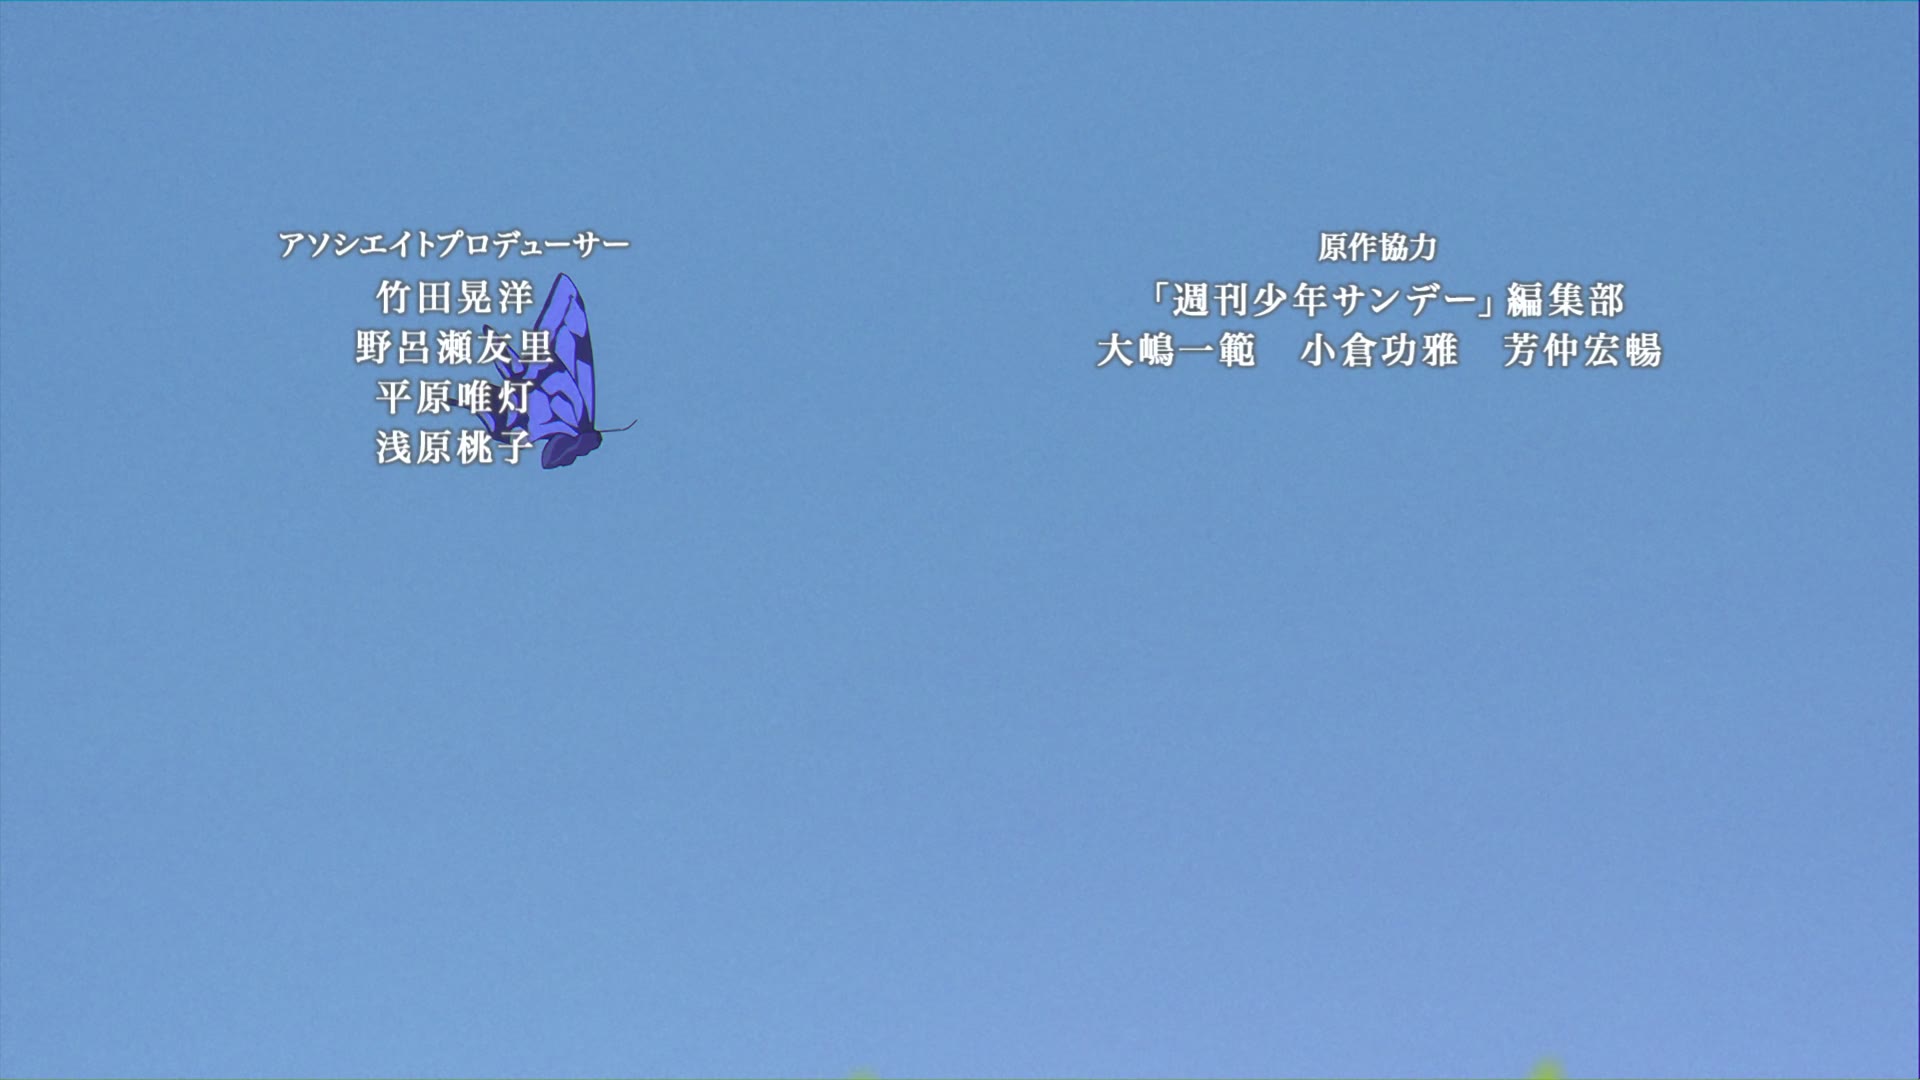 アソシエイトプロデューサー
竹田晃洋
野呂瀬友里
平原唯灯
浅原桃子
原作協力
「週刊少年サンデー」編集部
大嶋一範　小倉功雅　芳仲宏暢